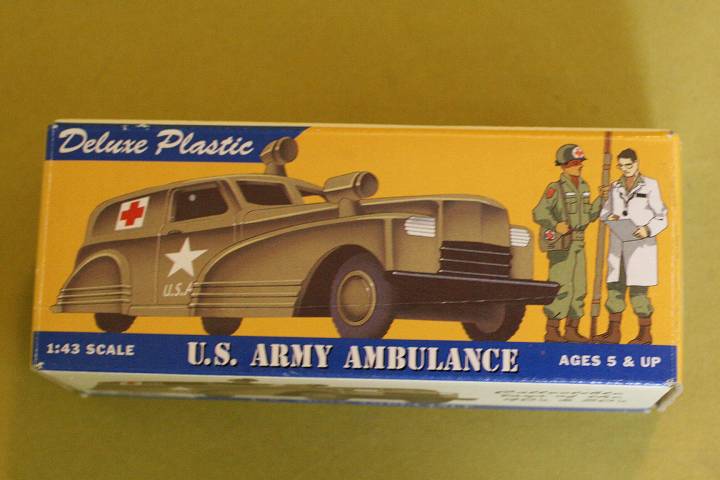 Deluxe Plastic
U.S.A
1:43 SCALE
U.S. ARMY AMBULANCE
AGES 5 & UP